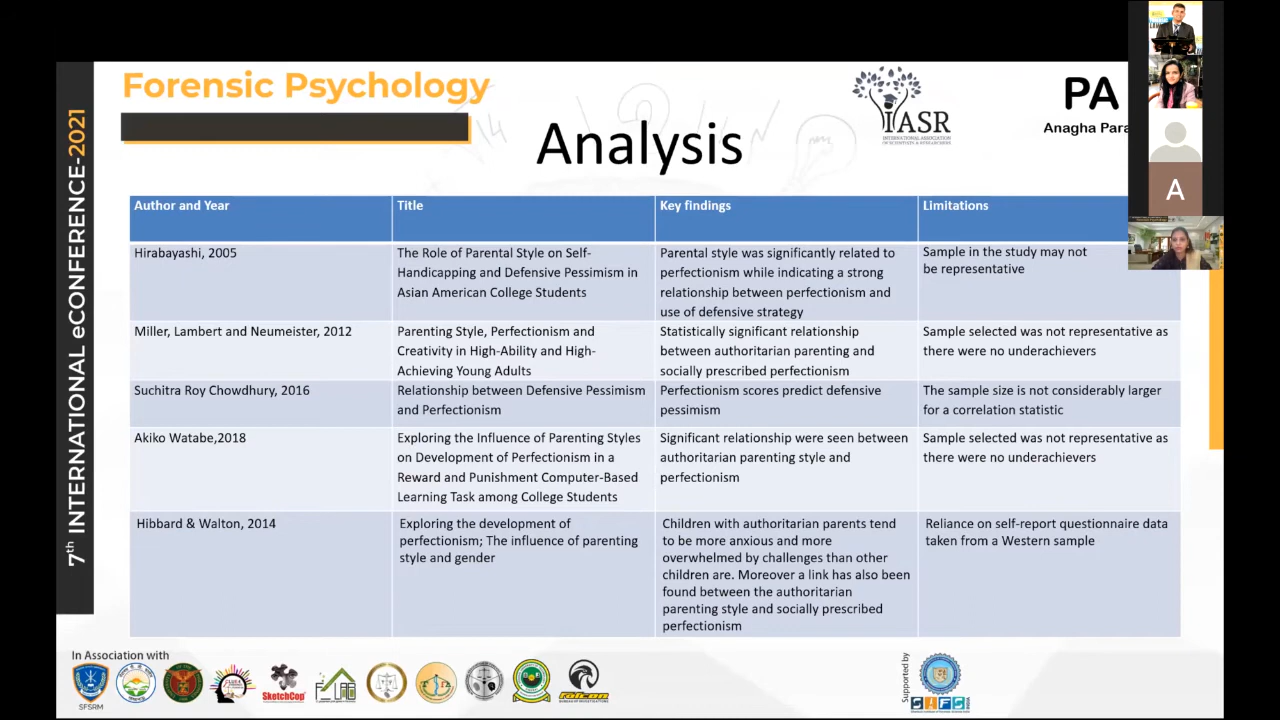 Forensic Psychology
7th INTERNATIONAL eCONFERENCE-2021
Analysis
IASR
INTERNATIONAL ASSOCIATION
OF SCIENTISTS & RESEARCHERS
PA
Anagha Para
A
Author and Year
Title
Key findings
Limitations
Hirabayashi, 2005
The Role of Parental Style on Self-
Handicapping and Defensive Pessimism in
Asian American College Students
Parental style was significantly related to
perfectionism while indicating a strong
relationship between perfectionism and
use of defensive strategy
Sample in the study may not
be representative
Miller, Lambert and Neumeister, 2012
Parenting Style, Perfectionism and
Creativity in High-Ability and High-
Achieving Young Adults
Statistically significant relationship
between authoritarian parenting and
socially prescribed perfectionism
Sample selected was not representative as
there were no underachievers
Suchitra Roy Chowdhury, 2016
Relationship between Defensive Pessimism
and Perfectionism
Perfectionism scores predict defensive
pessimism
The sample size is not considerably larger
for a correlation statistic
Akiko Watabe,2018
Exploring the Influence of Parenting Styles
on Development of Perfectionism in a
Reward and Punishment Computer-Based
Learning Task among College Students
Significant relationship were seen between
authoritarian parenting style and
perfectionism
Sample selected was not representative as
there were no underachievers
Hibbard & Walton, 2014
Exploring the development of
perfectionism; The influence of parenting
style and gender
Children with authoritarian parents tend
to be more anxious and more
overwhelmed by challenges than other
children are. Moreover a link has also been
found between the authoritarian
parenting style and socially prescribed
perfectionism
Reliance on self-report questionnaire data
taken from a Western sample
In Association with
SFSRM
SketchCop
FALCON
Supported by
SIFS
INDIA